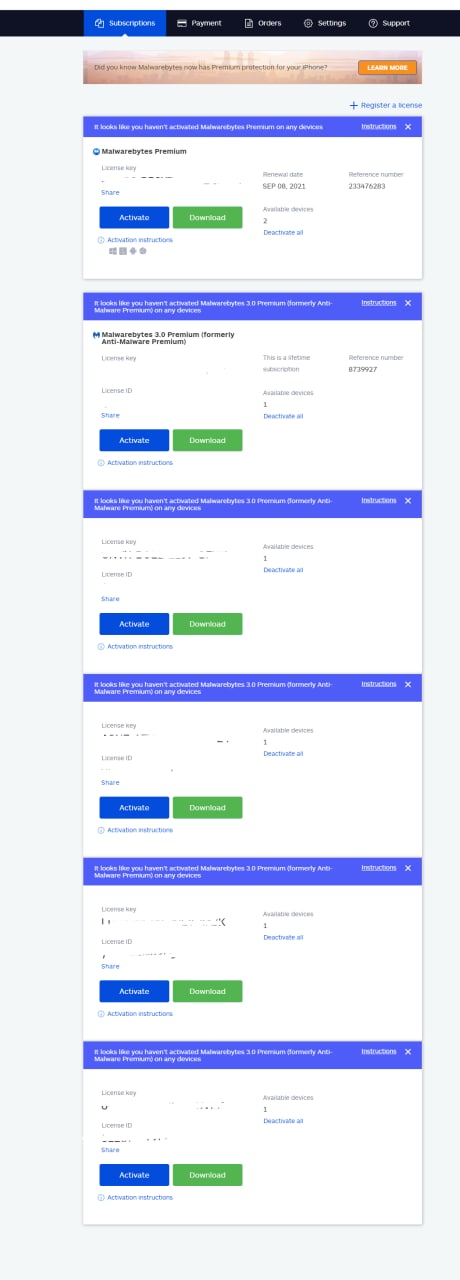 Subscriptions Payment Orders Settings Support
Did you know Malwarebytes now has Premium protection for your iPhone? LEARN MORE
+ Register a license
It looks like you haven't activated Malwarebytes Premium on any devices Instructions X
Malwarebytes Premium
License key
Renewal date Reference number
SEP 08, 2021 233476283
Share
Available devices
Activate Download
2
Deactivate all
Activation instructions
It looks like you haven't activated Malwarebytes 3.0 Premium (formerly Anti-
Malware Premium) on any devices Instructions X
Malwarebytes 3.0 Premium (formerly
Anti-Malware Premium)
License key
This is a lifetime Reference number
subscription 8739927
License ID
Available devices
1
Share
Deactivate all
Activate Download
Activation instructions
It looks like you haven't activated Malwarebytes 3.0 Premium (formerly Anti-
Malware Premium) on any devices Instructions X
License key
Available devices
1
Deactivate all
License ID
Share
Activate Download
Activation instructions
It looks like you haven't activated Malwarebytes 3.0 Premium (formerly Anti-
Malware Premium) on any devices Instructions X
License key
Available devices
1
Deactivate all
License ID
Share
Activate Download
Activation instructions
It looks like you haven't activated Malwarebytes 3.0 Premium (formerly Anti-
Malware Premium) on any devices Instructions X
License key
Available devices
1
Deactivate all
License ID
Share
Activate Download
Activation instructions
It looks like you haven't activated Malwarebytes 3.0 Premium (formerly Anti-
Malware Premium) on any devices Instructions X
License key
Available devices
1
Deactivate all
License ID
Share
Activate Download
Activation instructions